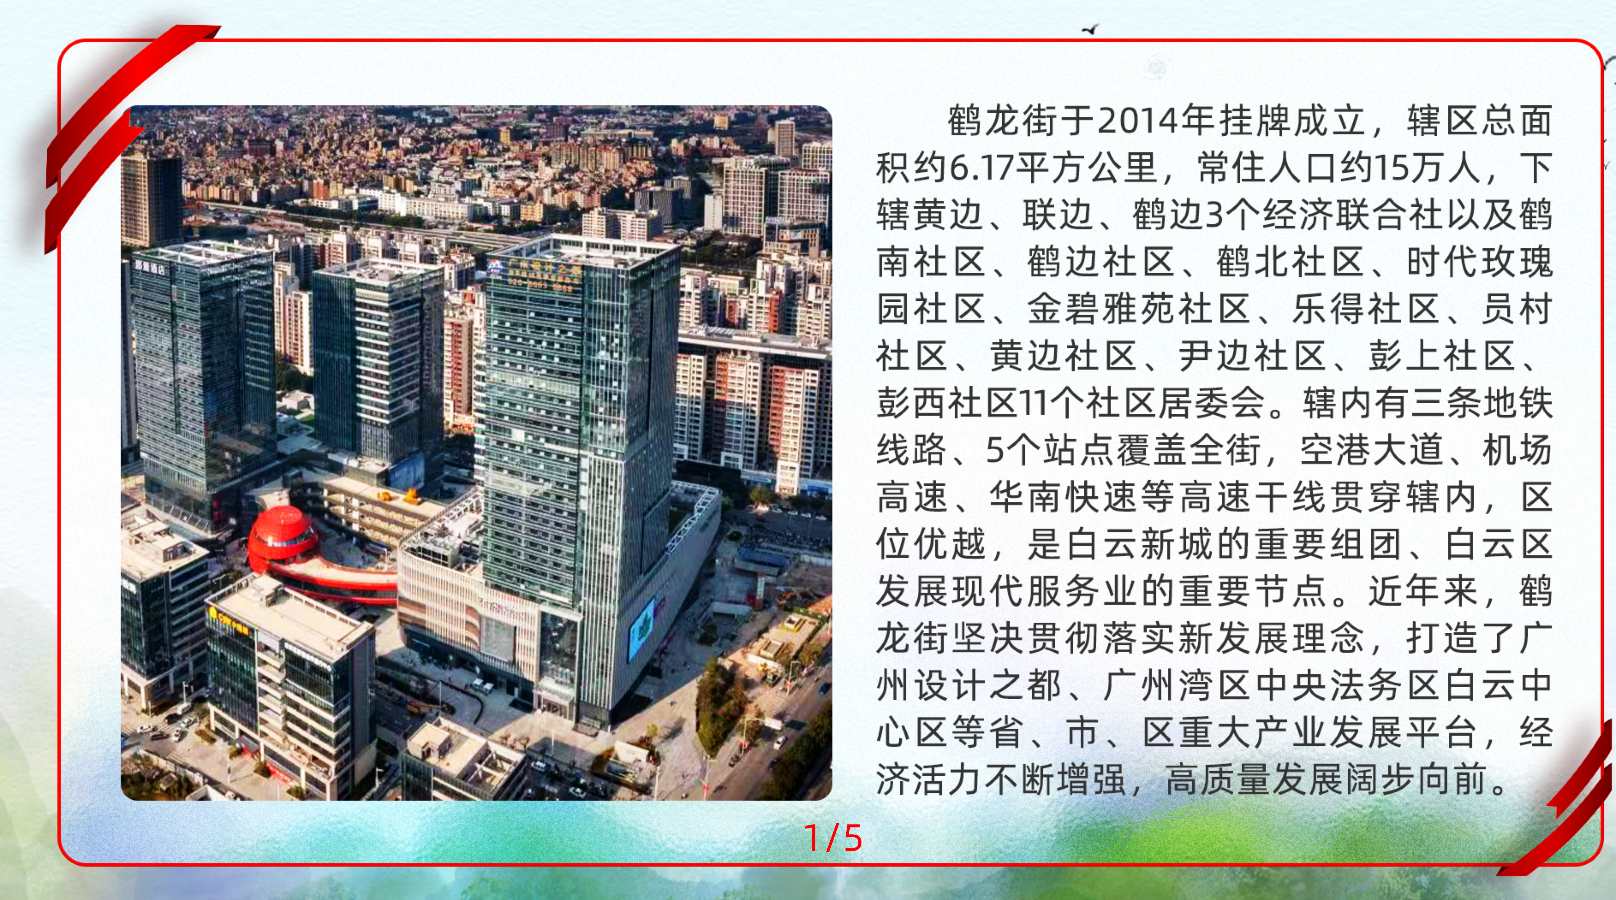 鹤龙街于2014年挂牌成立，辖区总面
积约6.17平方公里，常住人口约15万人，下
辖黄边、联边、鹤边3个经济联合社以及鹤
南社区、鹤边社区、鹤北社区、时代玫瑰
园社区、金碧雅苑社区、乐得社区、员村
社区、黄边社区、尹边社区、彭上社区、
彭西社区11个社区居委会。辖内有三条地铁
线路、5个站点覆盖全街，空港大道、机场
高速、华南快速等高速干线贯穿辖内，区
位优越，是白云新城的重要组团、白云区
发展现代服务业的重要节点。近年来，鹤
龙街坚决贯彻落实新发展理念，打造了广
州设计之都、广州湾区中央法务区白云中
心区等省、市、区重大产业发展平台，经
济活力不断增强，高质量发展阔步向前。
1/5